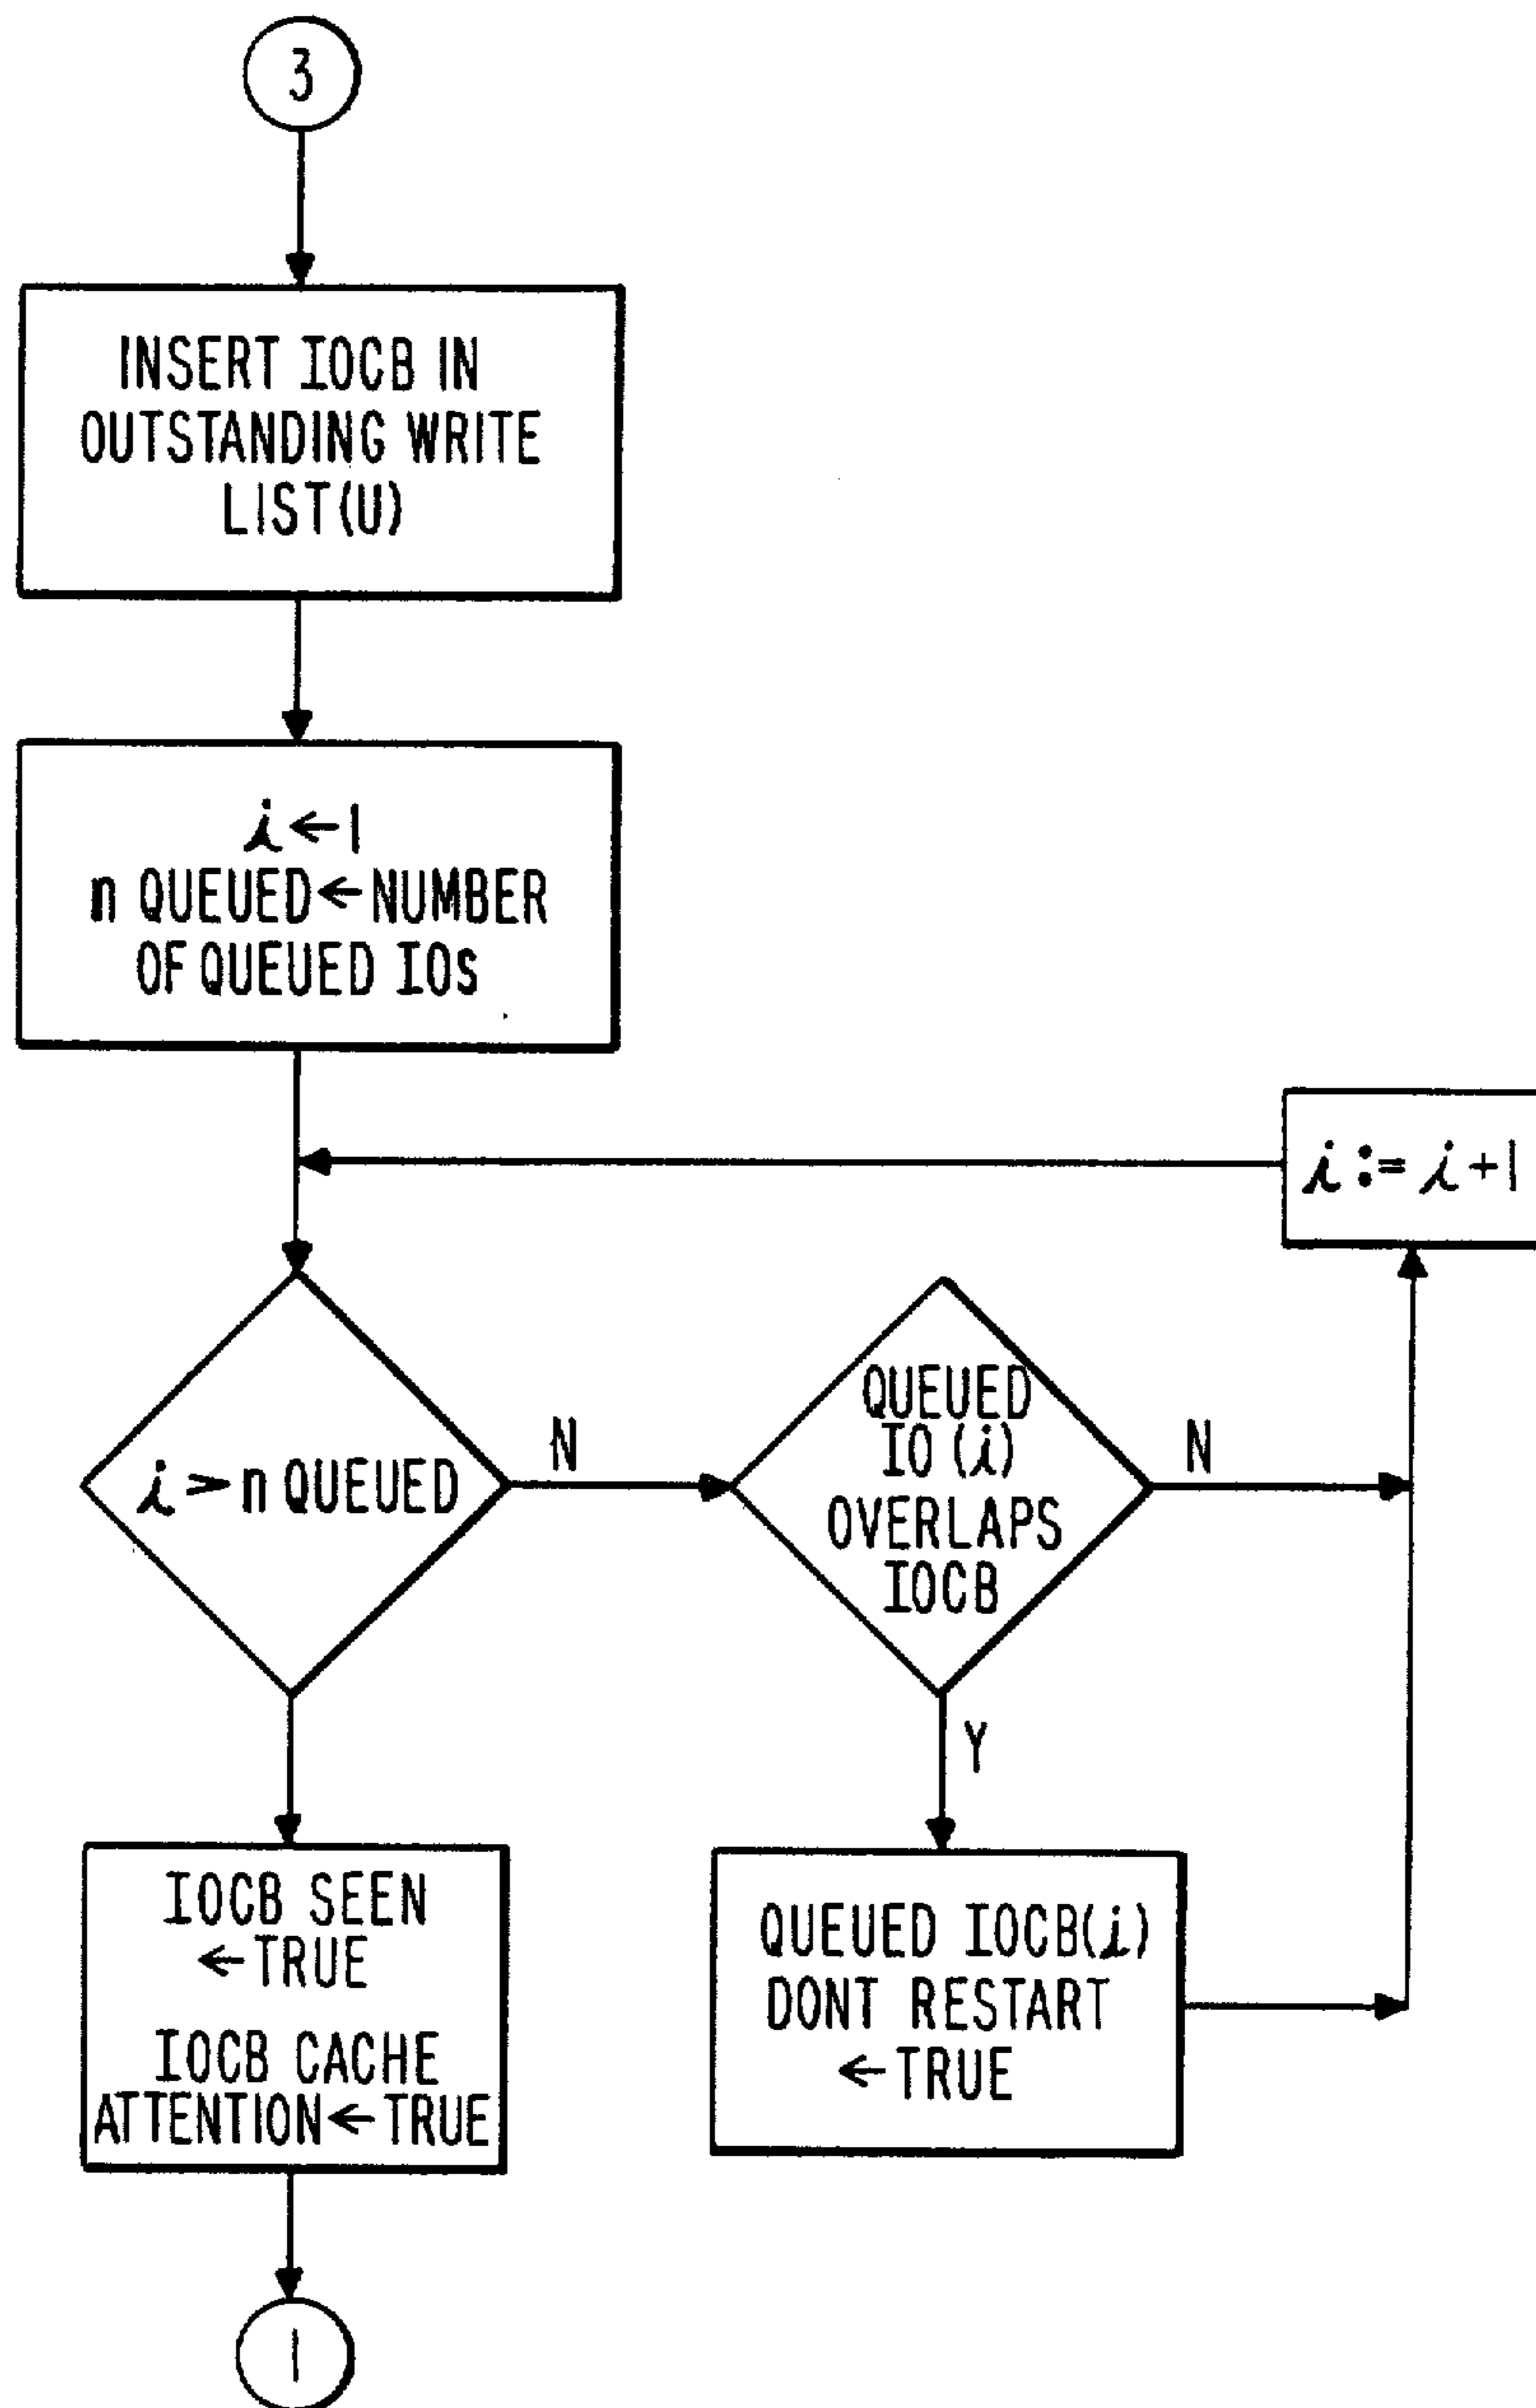 3
INSERT IOCB IN
OUTSTANDING WRITE
LIST(U)
i←1
n QUEUED←NUMBER
OF QUEUED IOs
i := i+1
i > n QUEUED
N
QUEUED
IO (i)
OVERLAPS
IOCB
N
Y
IOCB SEEN
←TRUE
IOCB CACHE
ATTENTION←TRUE
QUEUED IOCB(i)
DONT RESTART
←TRUE
1